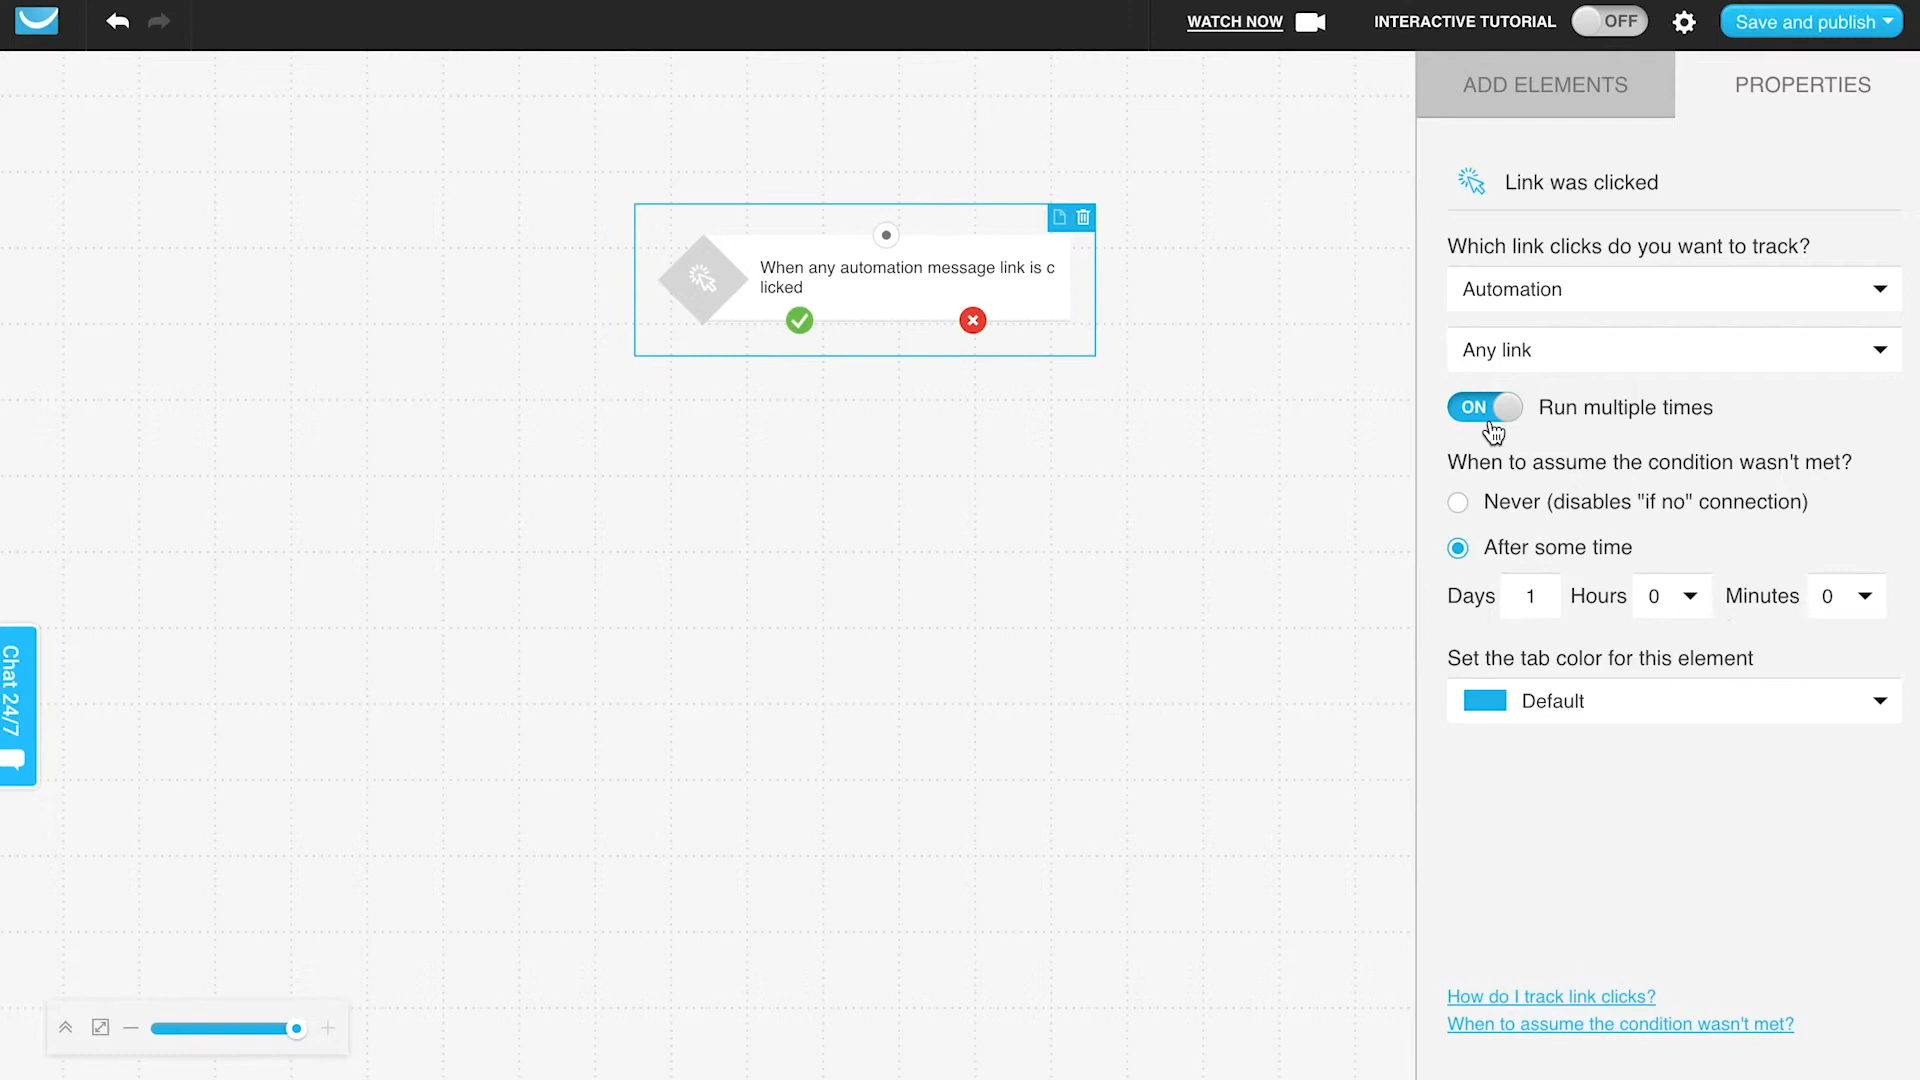 WATCH NOW
INTERACTIVE TUTORIAL
OFF
Save and publish
ADD ELEMENTS
PROPERTIES
Link was clicked
Which link clicks do you want to track?
Automation
Any link
ON
Run multiple times
When to assume the condition wasn't met?
Never (disables "if no" connection)
After some time
Days 1 Hours 0 Minutes 0
Set the tab color for this element
Default
How do I track link clicks?
When to assume the condition wasn't met?
When any automation message link is c
licked
Chat 24/7